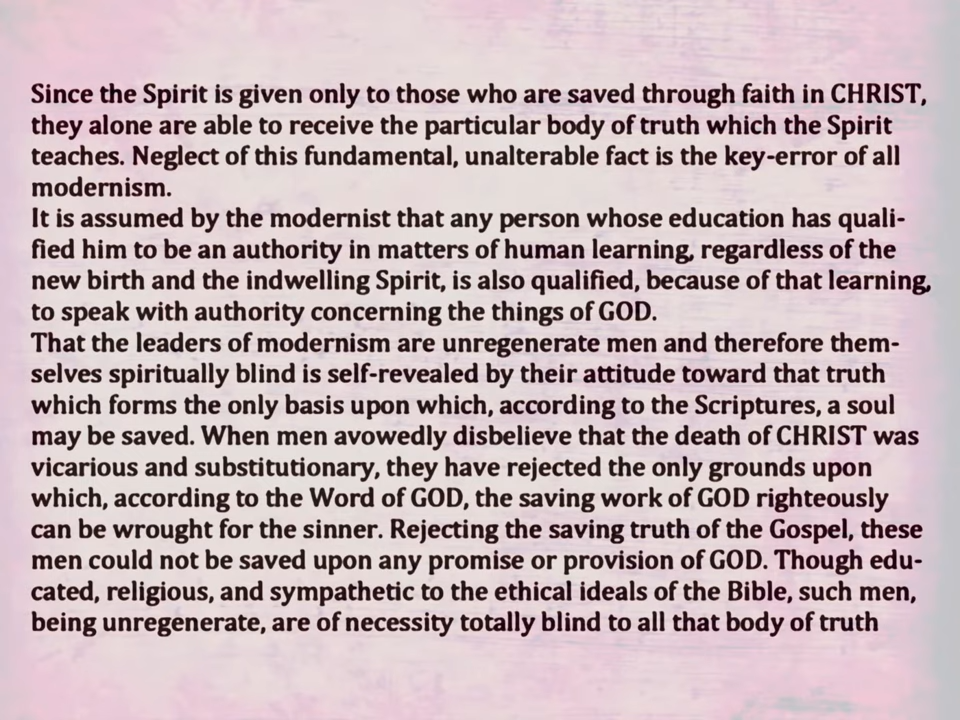 Since the Spirit is given only to those who are saved through faith in CHRIST,
they alone are able to receive the particular body of truth which the Spirit
teaches. Neglect of this fundamental, unalterable fact is the key-error of all
modernism.
It is assumed by the modernist that any person whose education has quali-
fied him to be an authority in matters of human learning, regardless of the
new birth and the indwelling Spirit, is also qualified, because of that learning,
to speak with authority concerning the things of GOD.
That the leaders of modernism are unregenerate men and therefore them-
selves spiritually blind is self-revealed by their attitude toward that truth
which forms the only basis upon which, according to the Scriptures, a soul
may be saved. When men avowedly disbelieve that the death of CHRIST was
vicarious and substitutionary, they have rejected the only grounds upon
which, according to the Word of GOD, the saving work of GOD righteously
can be wrought for the sinner. Rejecting the saving truth of the Gospel, these
men could not be saved upon any promise or provision of GOD. Though edu-
cated, religious, and sympathetic to the ethical ideals of the Bible, such men,
being unregenerate, are of necessity totally blind to all that body of truth